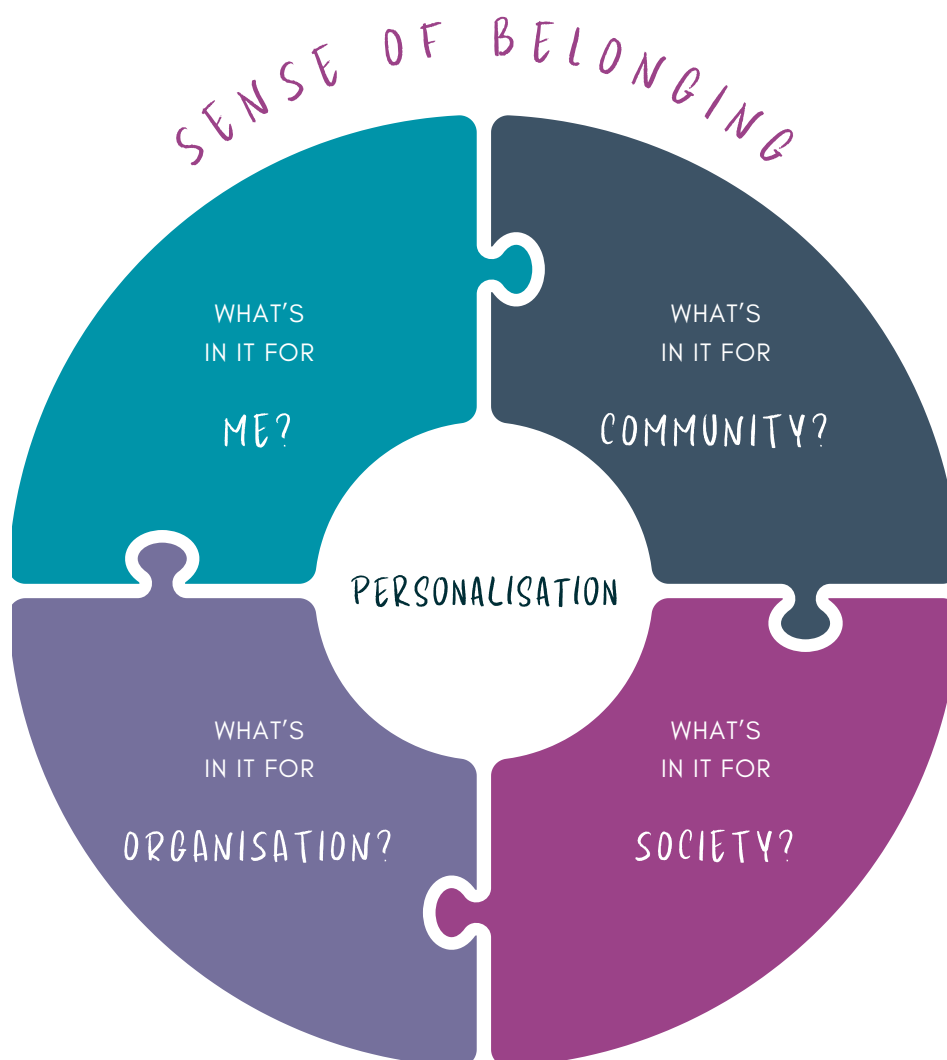 SENSE OF BELONGING
WHAT'S
IN IT FOR
ME?
WHAT'S
IN IT FOR
COMMUNITY?
PERSONALISATION
WHAT'S
IN IT FOR
ORGANISATION?
WHAT'S
IN IT FOR
SOCIETY?